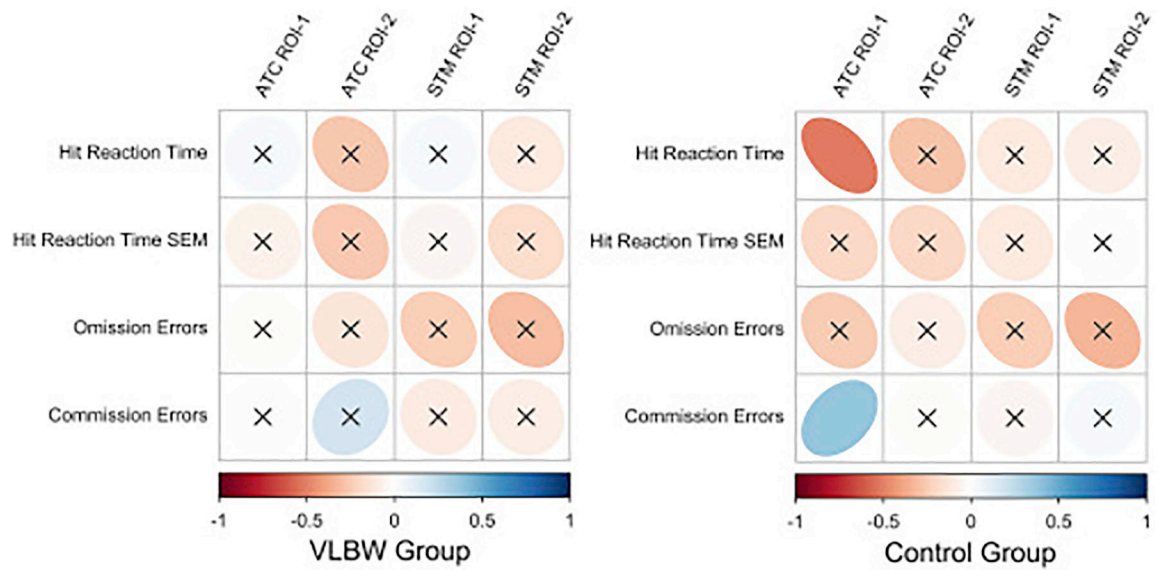 ATC ROI-1 ATC ROI-2 STM ROI-1 STM ROI-2
Hit Reaction Time
Hit Reaction Time SEM
Omission Errors
Commission Errors
-1 -0.5 0 0.5 1
VLBW Group
ATC ROI-1 ATC ROI-2 STM ROI-1 STM ROI-2
Hit Reaction Time
Hit Reaction Time SEM
Omission Errors
Commission Errors
-1 -0.5 0 0.5 1
Control Group